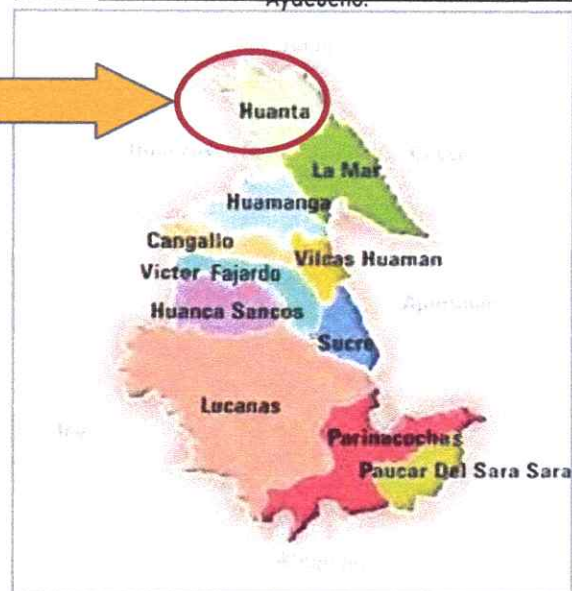 Huanta
La Mar
Huamanga
Cangallo
Vilcas Huaman
Victor Fajardo
Huanca Sancos
Sucre
Lucanas
Parinacochas
Paucar Del Sara Sara